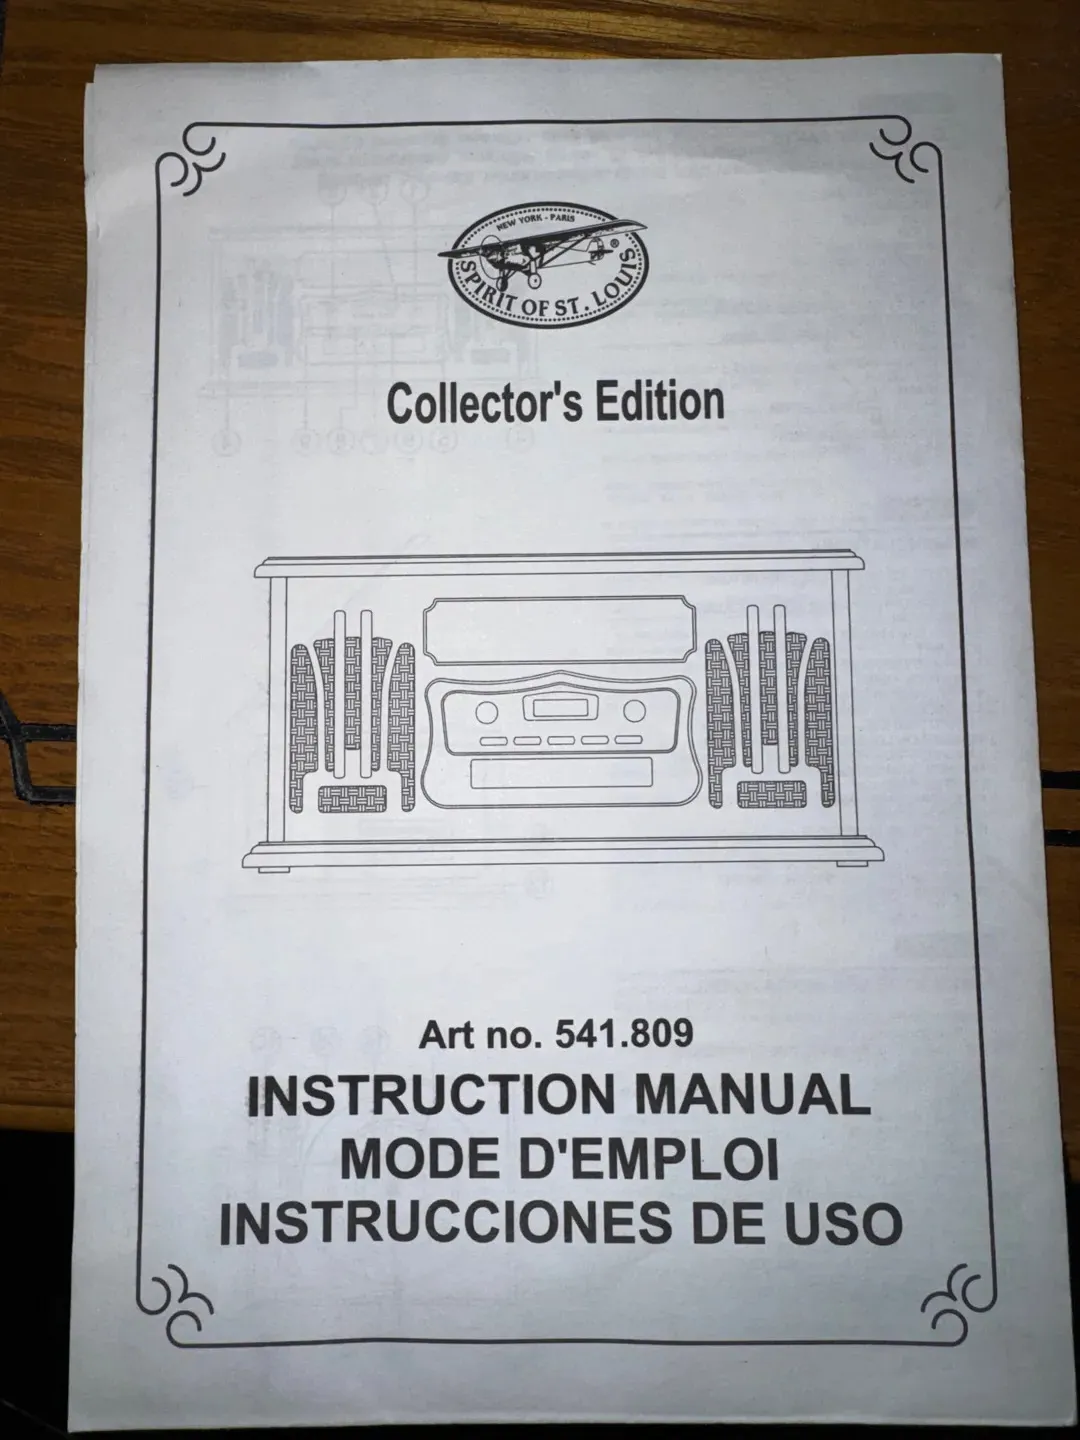 NEW YORK - PARIS
SPIRIT OF ST. LOUIS ®
Collector's Edition
Art no. 541.809
INSTRUCTION MANUAL
MODE D'EMPLOI
INSTRUCCIONES DE USO